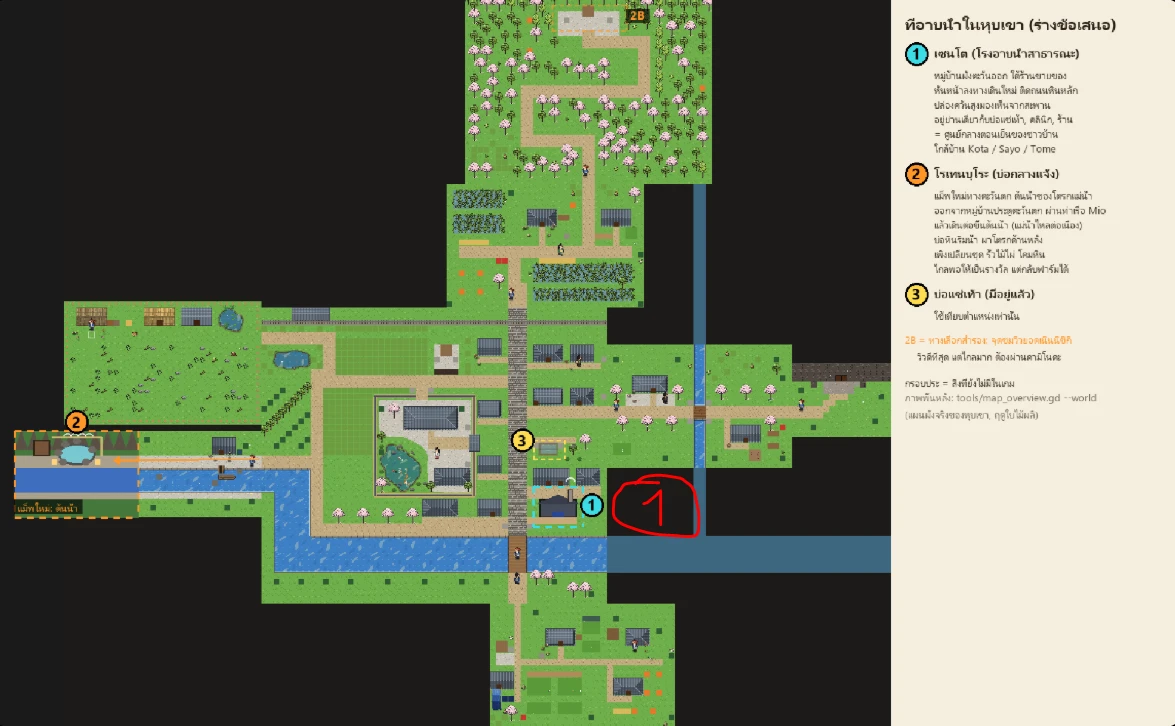 2B
ที่อาบน้ำในหุบเขา (ร่างข้อเสนอ)
1 เซนโต (โรงอาบน้ำสาธารณะ)
หมู่บ้านฝั่งตะวันออก ใต้ร้านขายของ
หันหน้าลงทางเดินใหม่ ติดถนนหินหลัก
ปล่องควันสูงมองเห็นจากสะพาน
อยู่ย่านเดียวกับบ่อแช่เท้า, คลินิก, ร้าน
= ศูนย์กลางตอนเย็นของชาวบ้าน
ใกล้บ้าน Kota / Sayo / Tome
2 โรเทนบุโระ (บ่อกลางแจ้ง)
แม็พใหม่ทางตะวันตก ต้นน้ำของโตรกแม่น้ำ
ออกจากหมู่บ้านประตูตะวันตก ผ่านท่าเรือ Mio
แล้วเดินต่อขึ้นต้นน้ำ (แม่น้ำไหลต่อเนื่อง)
บ่อหินริมน้ำ ผาโตรกด้านหลัง
เพิงเปลี่ยนชุด รั้วไม้ไผ่ โคมหิน
ไกลพอให้เป็นรางวัล แต่กลับฟาร์มได้
3 บ่อแช่เท้า (มีอยู่แล้ว)
ใช้เทียบตำแหน่งเท่านั้น
2B = ทางเลือกสำรอง: จุดชมวิวยอดเนินนิชิกิ
วิวดีที่สุด แต่ไกลมาก ต้องผ่านคามิโนดะ
กรอบประ = สิ่งที่ยังไม่มีในเกม
ภาพพื้นหลัง: tools/map_overview.gd --world
(แผนผังจริงของหุบเขา, ฤดูใบไม้ผลิ)
2
3
1
1
แม็พใหม่: ต้นน้ำ